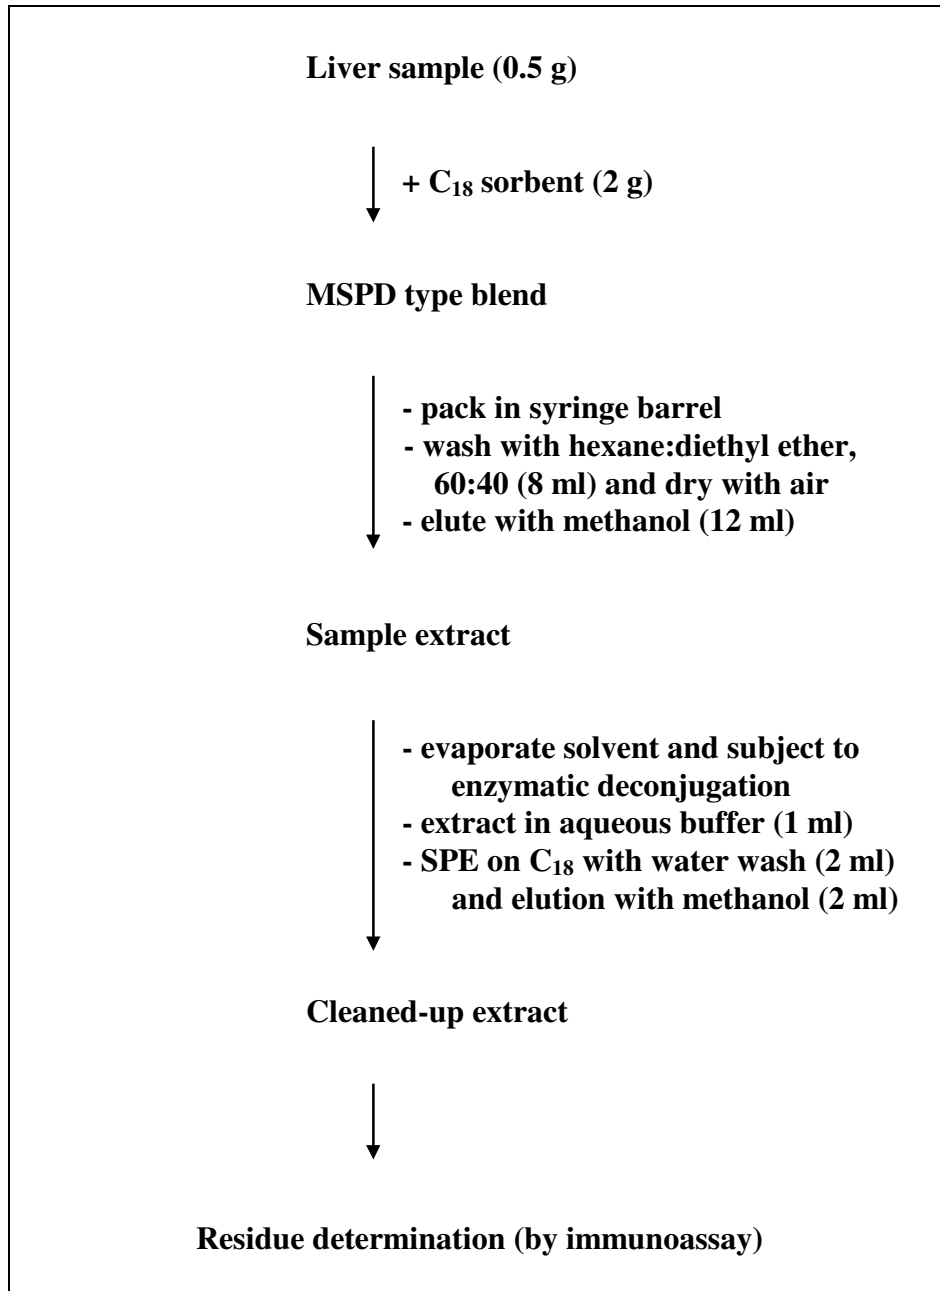 Liver sample (0.5 g)
+ C₁₈ sorbent (2 g)
MSPD type blend
- pack in syringe barrel
- wash with hexane:diethyl ether,
60:40 (8 ml) and dry with air
- elute with methanol (12 ml)
Sample extract
- evaporate solvent and subject to
enzymatic deconjugation
- extract in aqueous buffer (1 ml)
- SPE on C₁₈ with water wash (2 ml)
and elution with methanol (2 ml)
Cleaned-up extract
Residue determination (by immunoassay)